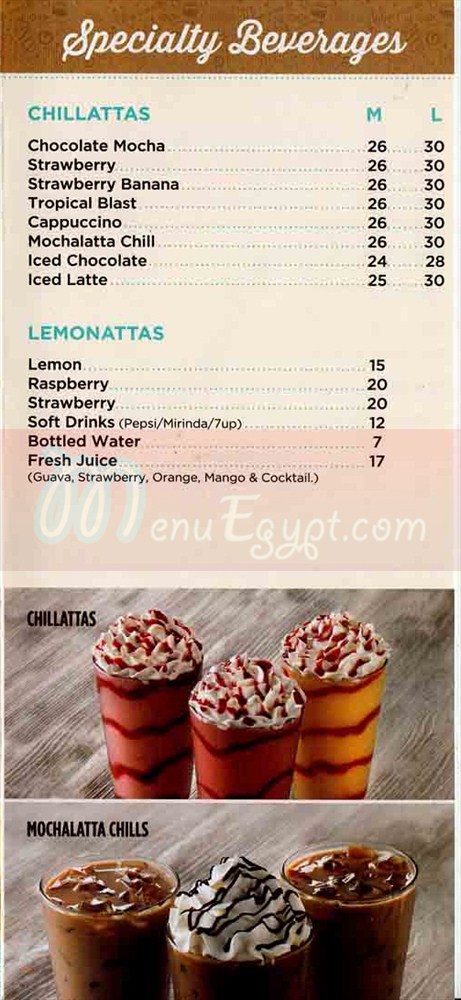 Specialty Beverages
CHILLATTAS M L
Chocolate Mocha 26 30
Strawberry 26 30
Strawberry Banana 26 30
Tropical Blast 26 30
Cappuccino 26 30
Mochalatta Chill 26 30
Iced Chocolate 24 28
Iced Latte 25 30
LEMONATTAS
Lemon 15
Raspberry 20
Strawberry 20
Soft Drinks (Pepsi/Mirinda/7up) 12
Bottled Water 7
Fresh Juice 17
(Guava, Strawberry, Orange, Mango & Cocktail.)
MenuEgypt.com
CHILLATTAS
MOCHALATTA CHILLS